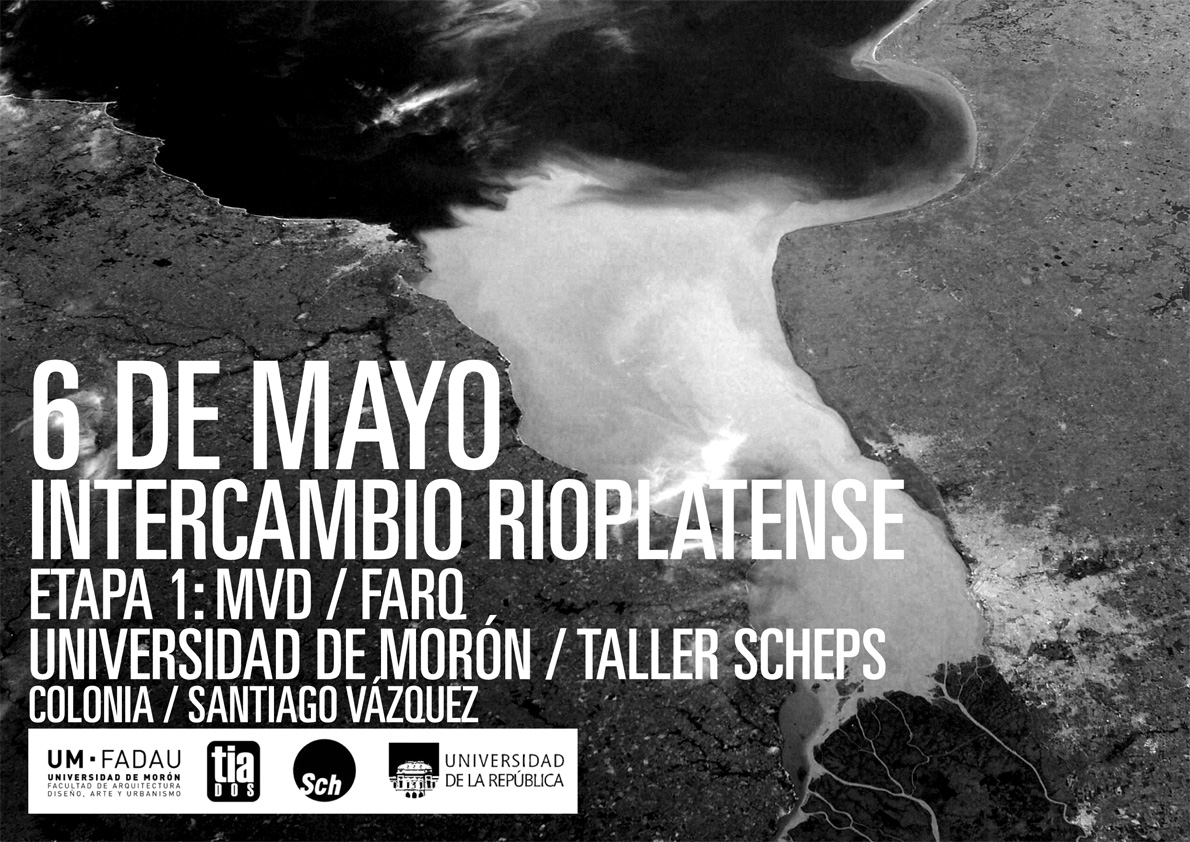 6 DE MAYO
INTERCAMBIO RIOPLATENSE
ETAPA 1: MVD / FARQ
UNIVERSIDAD DE MORÓN / TALLER SCHEPS
COLONIA / SANTIAGO VÁZQUEZ
UM·FADAU
UNIVERSIDAD DE MORÓN
FACULTAD DE ARQUITECTURA
DISEÑO, ARTE Y URBANISMO
tia
DOS
Sch
UNIVERSIDAD
DE LA REPÚBLICA